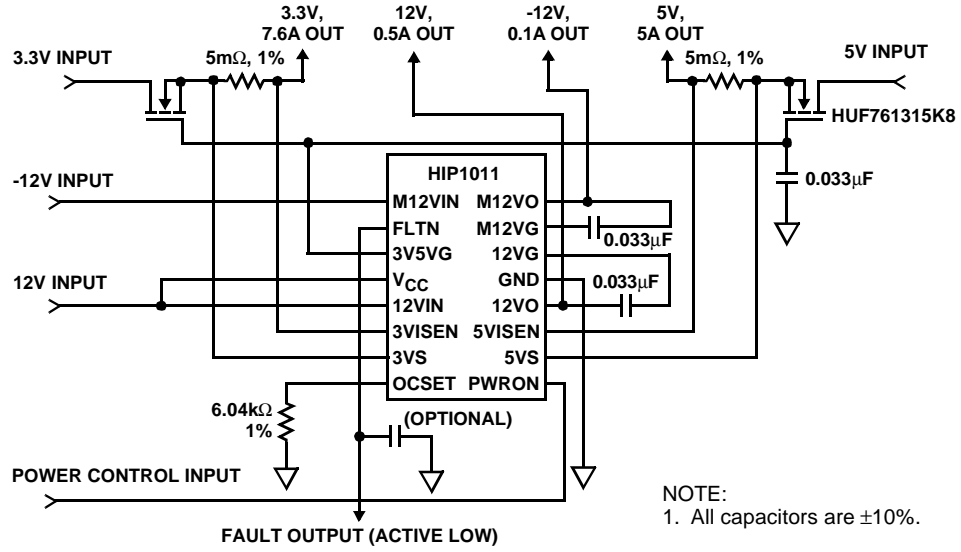 3.3V,
7.6A OUT
12V,
0.5A OUT
-12V,
0.1A OUT
5V,
5A OUT
3.3V INPUT
5mΩ, 1%
5mΩ, 1%
5V INPUT
HUF761315K8
HIP1011
0.033µF
-12V INPUT
M12VIN
M12VO
FLTN
M12VG
0.033µF
3V5VG
12VG
12V INPUT
VCC
GND
0.033µF
12VIN
12VO
3VISEN
5VISEN
3VS
5VS
OCSET
PWRON
6.04kΩ
1%
(OPTIONAL)
POWER CONTROL INPUT
FAULT OUTPUT (ACTIVE LOW)
NOTE:
1. All capacitors are ±10%.